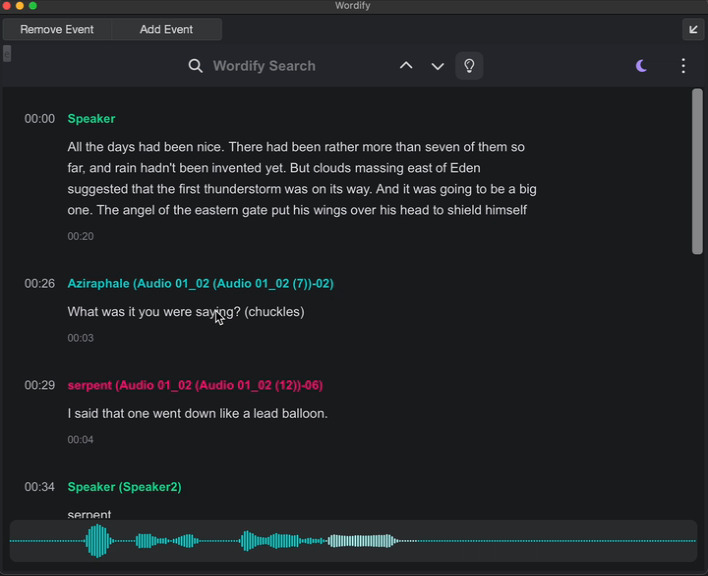 Wordify
Remove Event Add Event
Wordify Search
00:00 Speaker
All the days had been nice. There had been rather more than seven of them so
far, and rain hadn't been invented yet. But clouds massing east of Eden
suggested that the first thunderstorm was on its way. And it was going to be a big
one. The angel of the eastern gate put his wings over his head to shield himself
00:20
00:26 Aziraphale (Audio 01_02 (Audio 01_02 (7))-02)
What was it you were saying? (chuckles)
00:03
00:29 serpent (Audio 01_02 (Audio 01_02 (12))-06)
I said that one went down like a lead balloon.
00:04
00:34 Speaker (Speaker2)
serpent